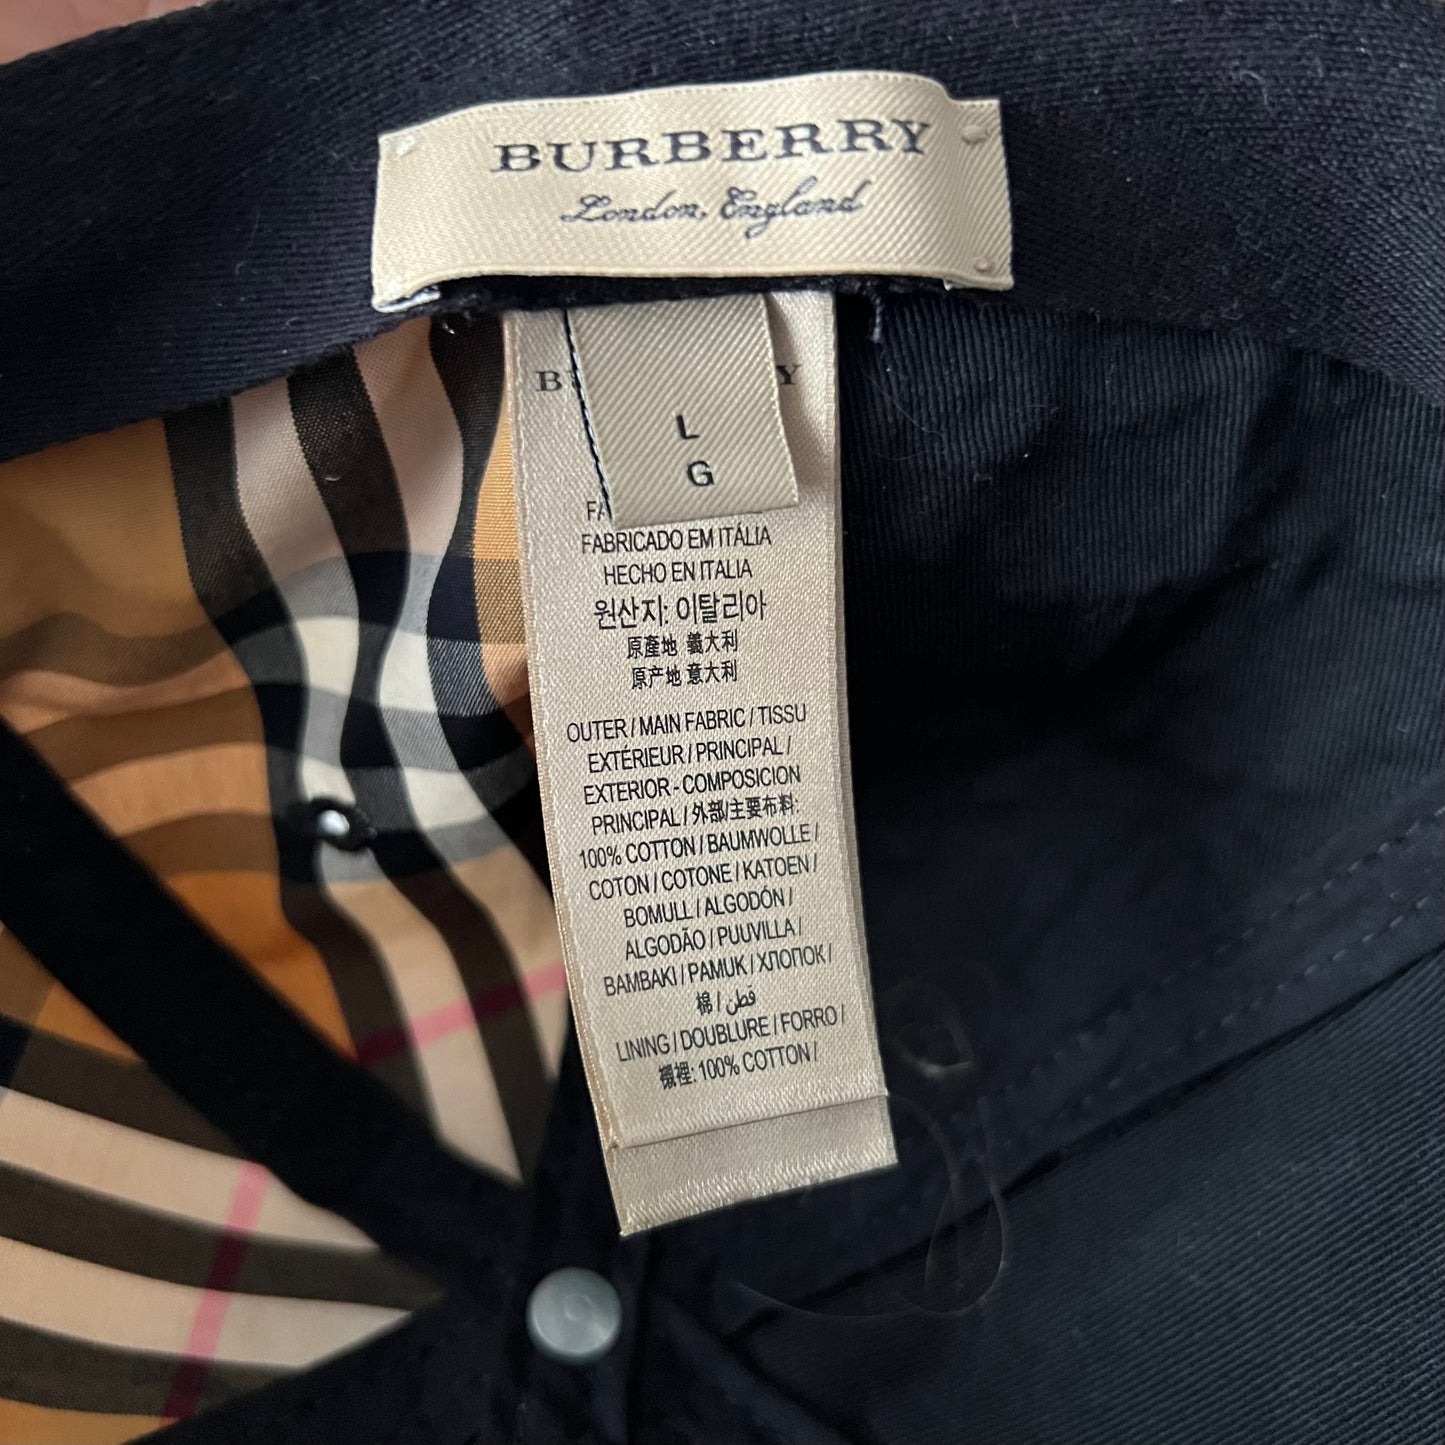 BURBERRY
London, England
L
G
FABRICADO EM ITÁLIA
HECHO EN ITALIA
원산지: 이탈리아
原產地 義大利
原产地 意大利
OUTER / MAIN FABRIC / TISSU
EXTÉRIEUR / PRINCIPAL /
EXTERIOR - COMPOSICION
PRINCIPAL / 外部/主要布料:
100% COTTON / BAUMWOLLE /
COTON / COTONE / KATOEN /
BOMULL / ALGODÓN /
ALGODÃO / PUUVILLA /
BAMBAKI / PAMUK / ХЛОПОК /
棉 / قطن /
LINING / DOUBLURE / FORRO /
襯裡: 100% COTTON /